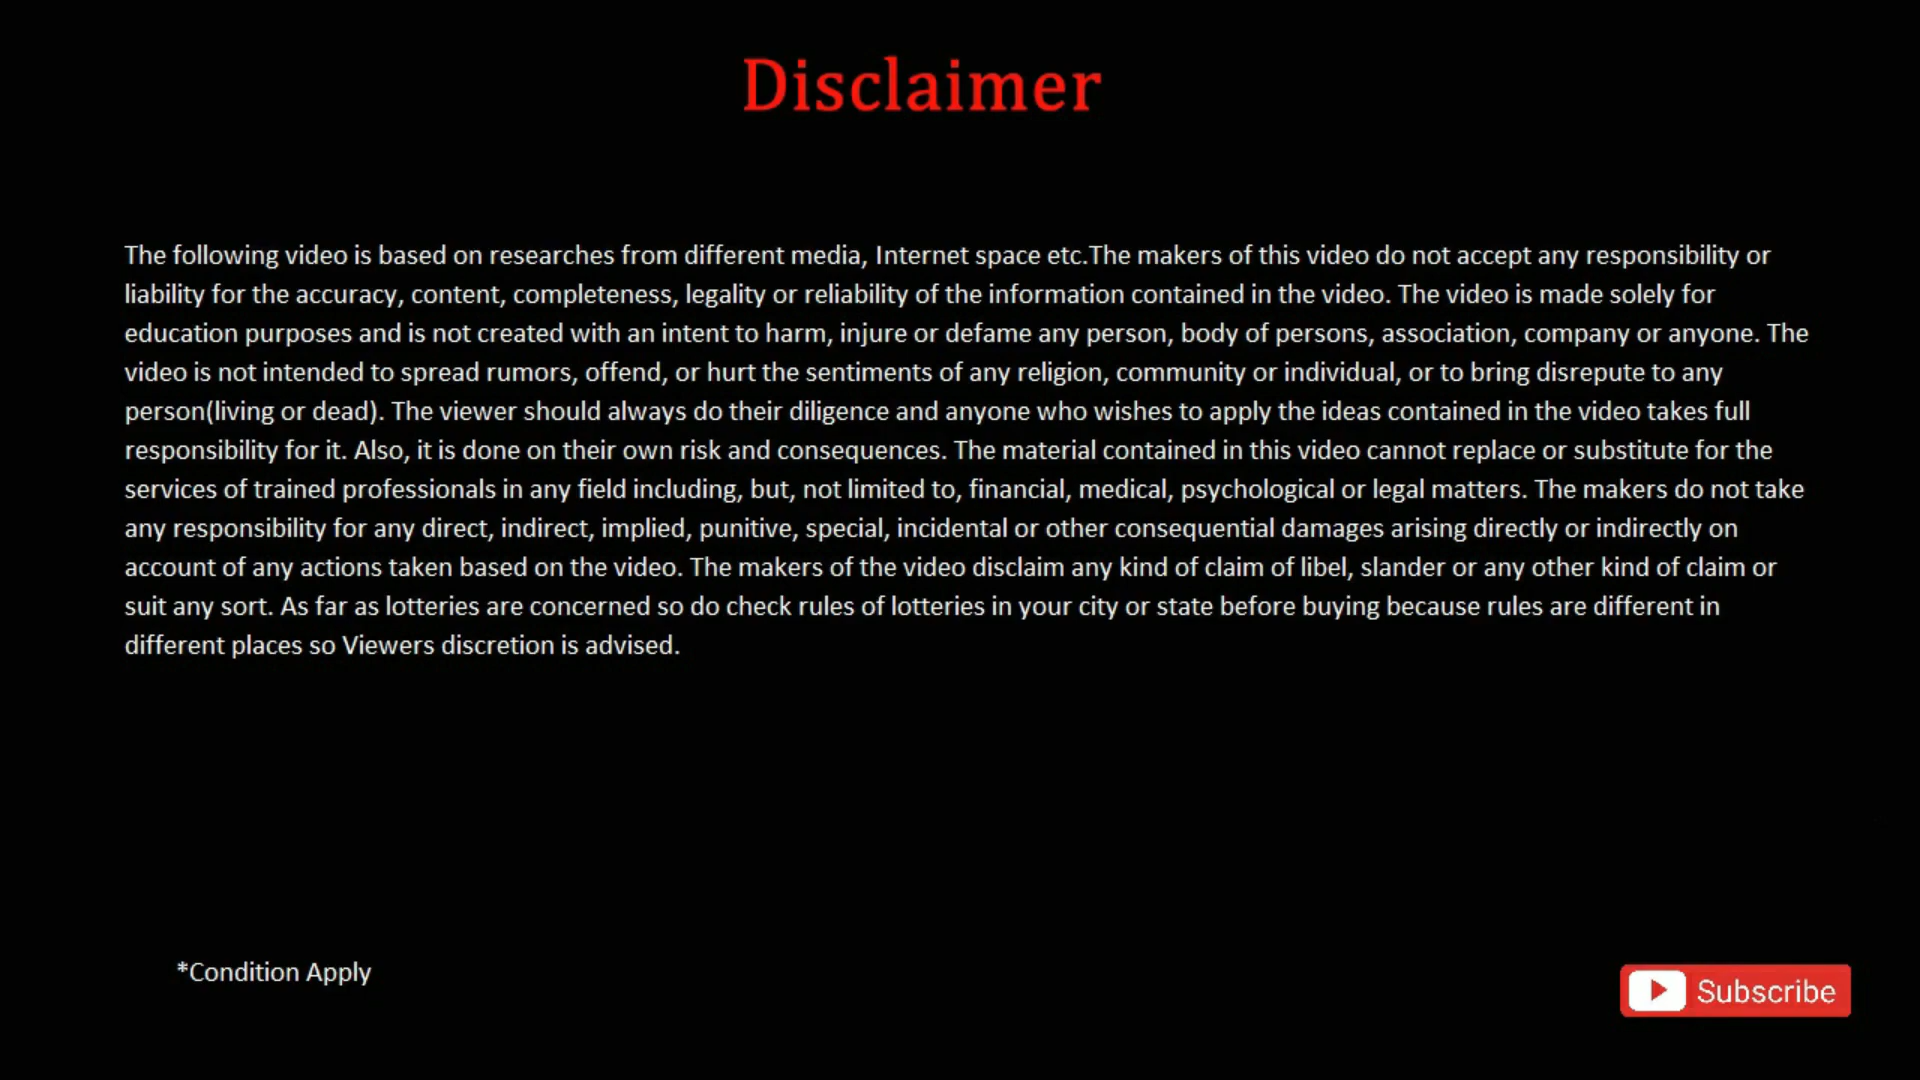 Disclaimer
The following video is based on researches from different media, Internet space etc.The makers of this video do not accept any responsibility or
liability for the accuracy, content, completeness, legality or reliability of the information contained in the video. The video is made solely for
education purposes and is not created with an intent to harm, injure or defame any person, body of persons, association, company or anyone. The
video is not intended to spread rumors, offend, or hurt the sentiments of any religion, community or individual, or to bring disrepute to any
person(living or dead). The viewer should always do their diligence and anyone who wishes to apply the ideas contained in the video takes full
responsibility for it. Also, it is done on their own risk and consequences. The material contained in this video cannot replace or substitute for the
services of trained professionals in any field including, but, not limited to, financial, medical, psychological or legal matters. The makers do not take
any responsibility for any direct, indirect, implied, punitive, special, incidental or other consequential damages arising directly or indirectly on
account of any actions taken based on the video. The makers of the video disclaim any kind of claim of libel, slander or any other kind of claim or
suit any sort. As far as lotteries are concerned so do check rules of lotteries in your city or state before buying because rules are different in
different places so Viewers discretion is advised.
*Condition Apply
Subscribe